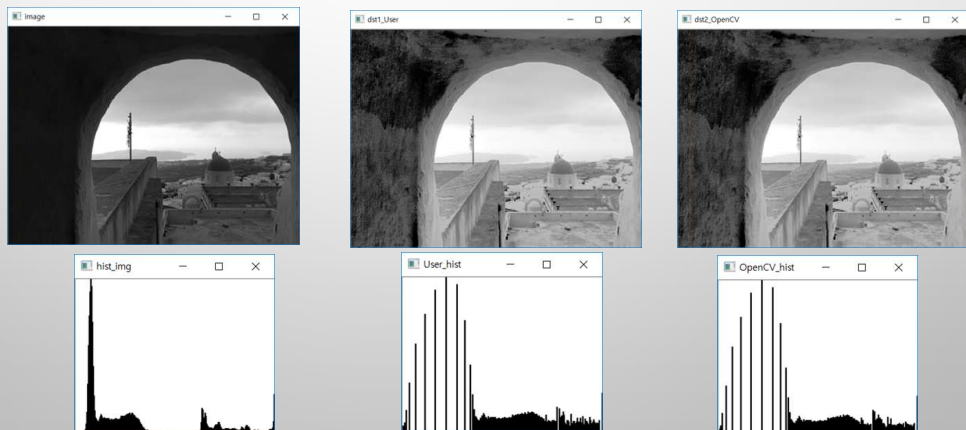 image
dst1_User
dst2_OpenCV
hist_img
User_hist
OpenCV_hist